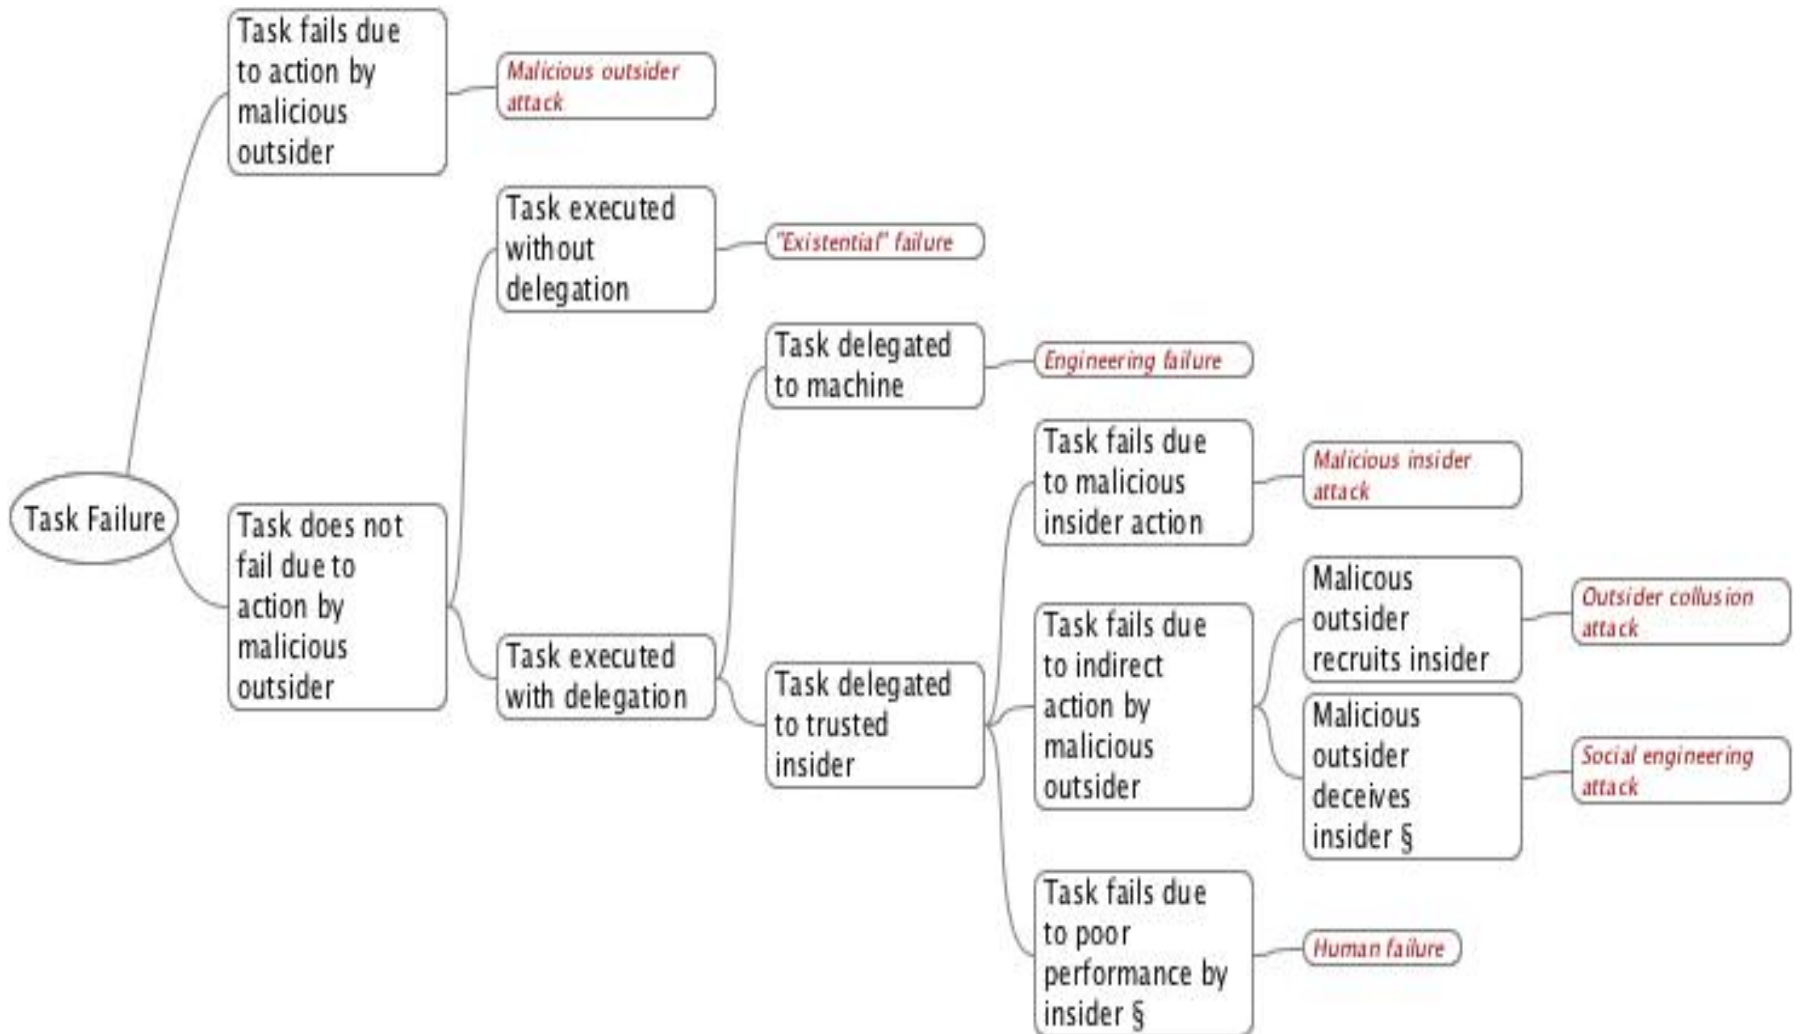 Task fails due
to action by
malicious
outsider
Malicious outsider
attack
Task executed
without
delegation
"Existential" failure
Task delegated
to machine
Engineering failure
Task fails due
to malicious
insider action
Malicious insider
attack
Task Failure
Task does not
fail due to
action by
malicious
outsider
Task executed
with delegation
Task delegated
to trusted
insider
Task fails due
to indirect
action by
malicious
outsider
Malicous
outsider
recruits insider
Outsider collusion
attack
Malicious
outsider
deceives
insider §
Social engineering
attack
Task fails due
to poor
performance by
insider §
Human failure